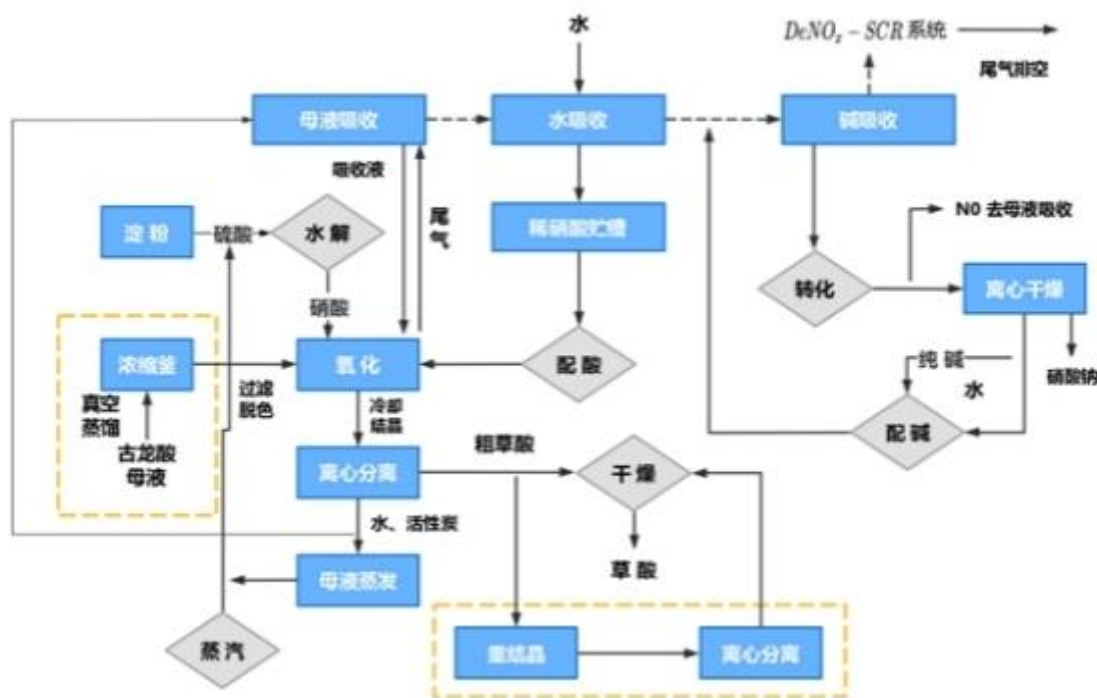 水
DeNOx-SCR系统
尾气排空
母液吸收
水吸收
碱吸收
吸收液
尾
气
N0 去母液吸收
淀 粉
硫酸
水 解
稀硝酸贮槽
转化
离心干燥
硝酸
浓缩釜
过滤
脱色
氧 化
配 酸
纯 碱
水
硝酸钠
真空
蒸馏
冷却
结晶
配 碱
古龙酸
母液
粗草酸
离心分离
干 燥
水、活性炭
草 酸
母液蒸发
蒸 汽
重结晶
离心分离